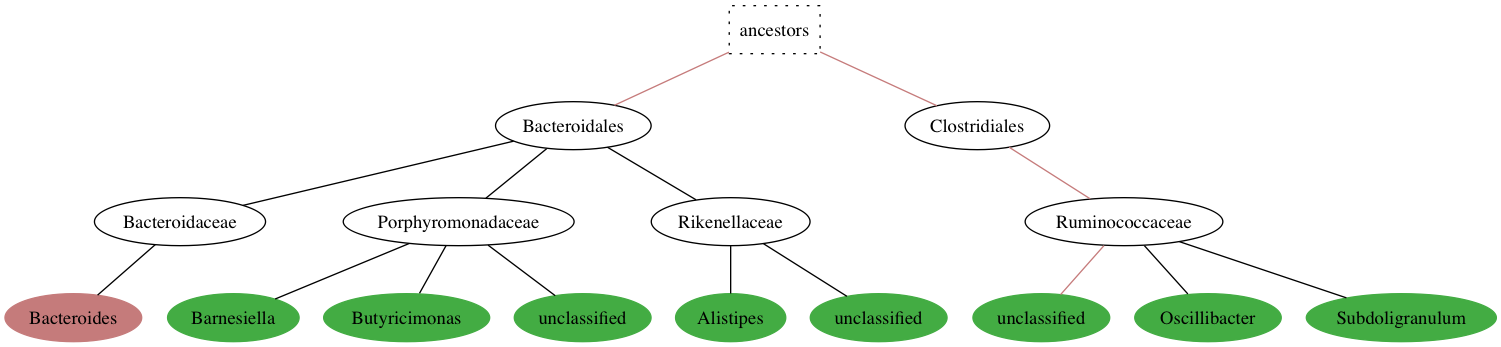 ancestors
Bacteroidales
Clostridiales
Bacteroidaceae
Porphyromonadaceae
Rikenellaceae
Ruminococcaceae
Bacteroides
Barnesiella
Butyricimonas
unclassified
Alistipes
unclassified
unclassified
Oscillibacter
Subdoligranulum